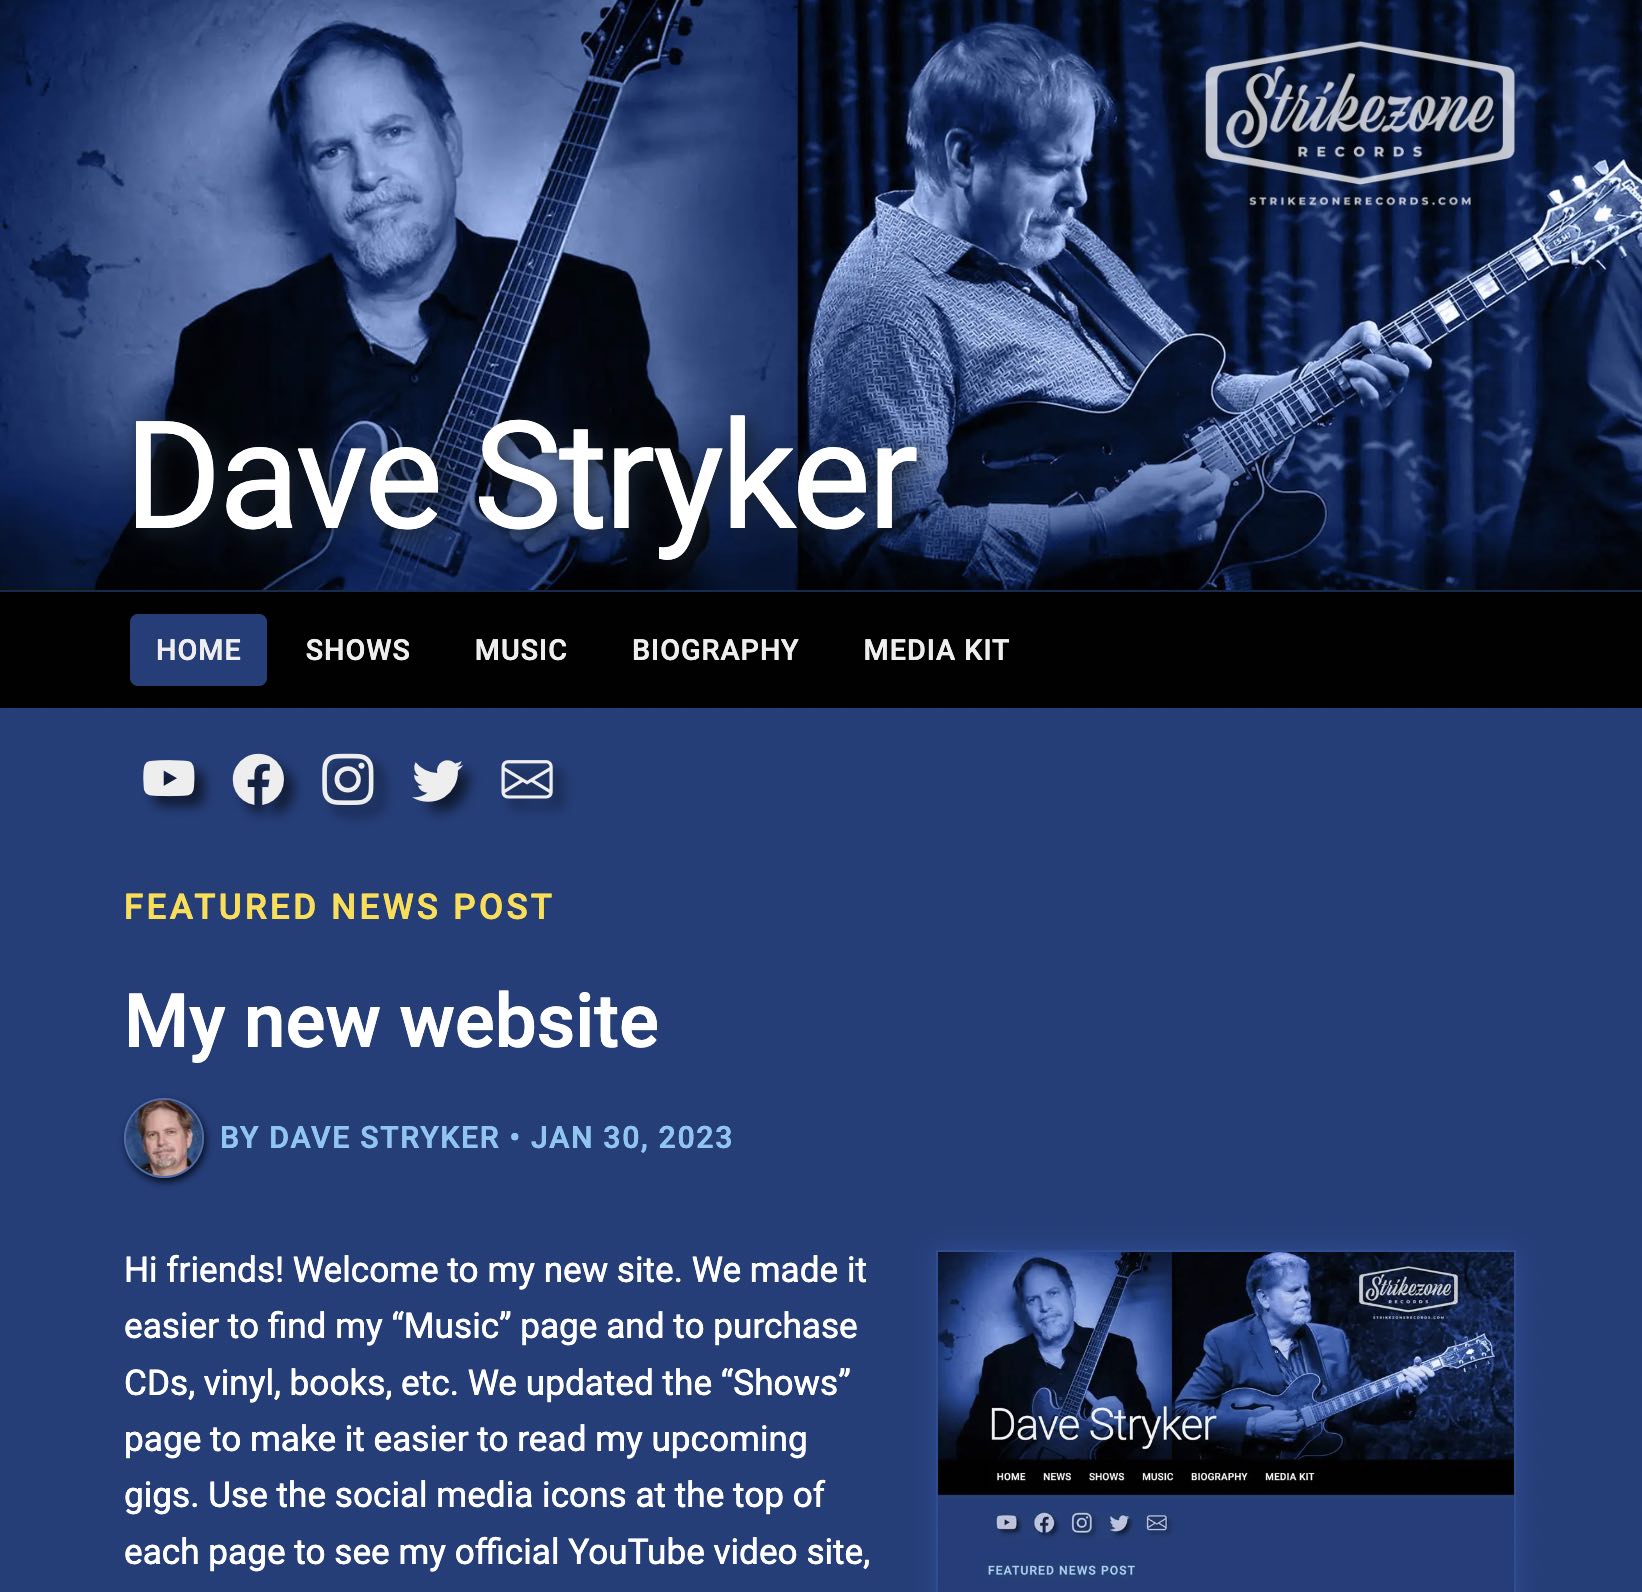 Strikezone
RECORDS
STRIKEZONERECORDS.COM
Dave Stryker
HOME SHOWS MUSIC BIOGRAPHY MEDIA KIT
FEATURED NEWS POST
My new website
BY DAVE STRYKER • JAN 30, 2023
Hi friends! Welcome to my new site. We made it
easier to find my “Music” page and to purchase
CDs, vinyl, books, etc. We updated the “Shows”
page to make it easier to read my upcoming
gigs. Use the social media icons at the top of
each page to see my official YouTube video site,
Strikezone
RECORDS
STRIKEZONERECORDS.COM
Dave Stryker
HOME NEWS SHOWS MUSIC BIOGRAPHY MEDIA KIT
FEATURED NEWS POST